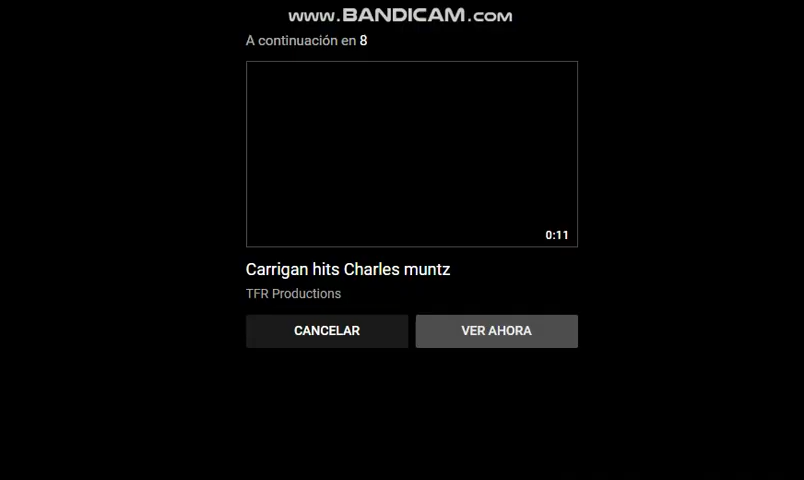 www.BANDICAM.com
A continuación en 8
0:11
Carrigan hits Charles muntz
TFR Productions
CANCELAR
VER AHORA